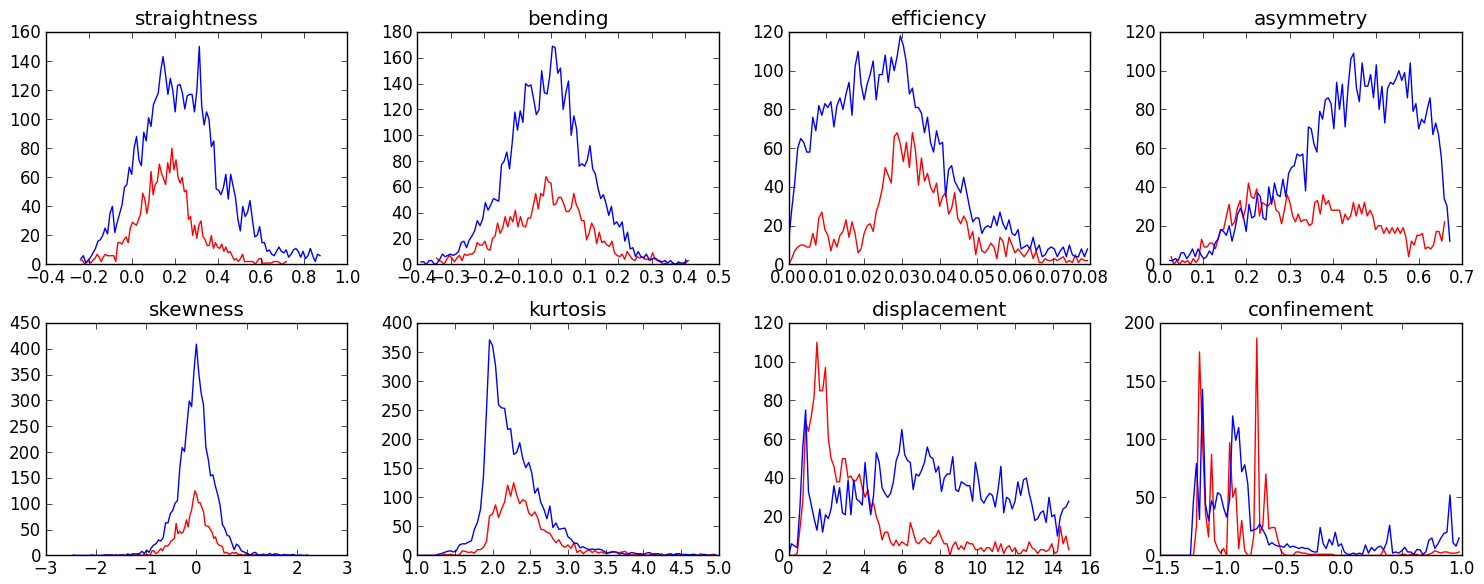 straightness bending efficiency asymmetry
160 180 120 120
140 160 100 100
120 140 80 80
100 120 60 60
80 100 40 40
60 80 20 20
40 60 0 0
20 40
0 20
0
−0.4 −0.2 0.0 0.2 0.4 0.6 0.8 1.0
−0.4 −0.3 −0.2 −0.1 0.0 0.1 0.2 0.3 0.4 0.5
0.00 0.01 0.02 0.03 0.04 0.05 0.06 0.07 0.08
0.0 0.1 0.2 0.3 0.4 0.5 0.6 0.7
skewness kurtosis displacement confinement
450 400 120 200
400 350 100 150
350 300 80 100
300 250 60 50
250 200 40 0
200 150 20
150 100 0
100 50
50 0
0
−3 −2 −1 0 1 2 3
1.0 1.5 2.0 2.5 3.0 3.5 4.0 4.5 5.0
0 2 4 6 8 10 12 14 16
−1.5 −1.0 −0.5 0.0 0.5 1.0